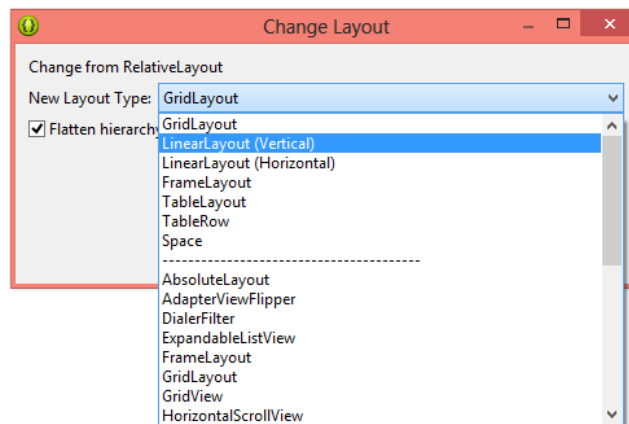 Change Layout
Change from RelativeLayout
New Layout Type: GridLayout
Flatten hierarchy
GridLayout
LinearLayout (Vertical)
LinearLayout (Horizontal)
FrameLayout
TableLayout
TableRow
Space
----------------------------------------
AbsoluteLayout
AdapterViewFlipper
DialerFilter
ExpandableListView
FrameLayout
GridLayout
GridView
HorizontalScrollView